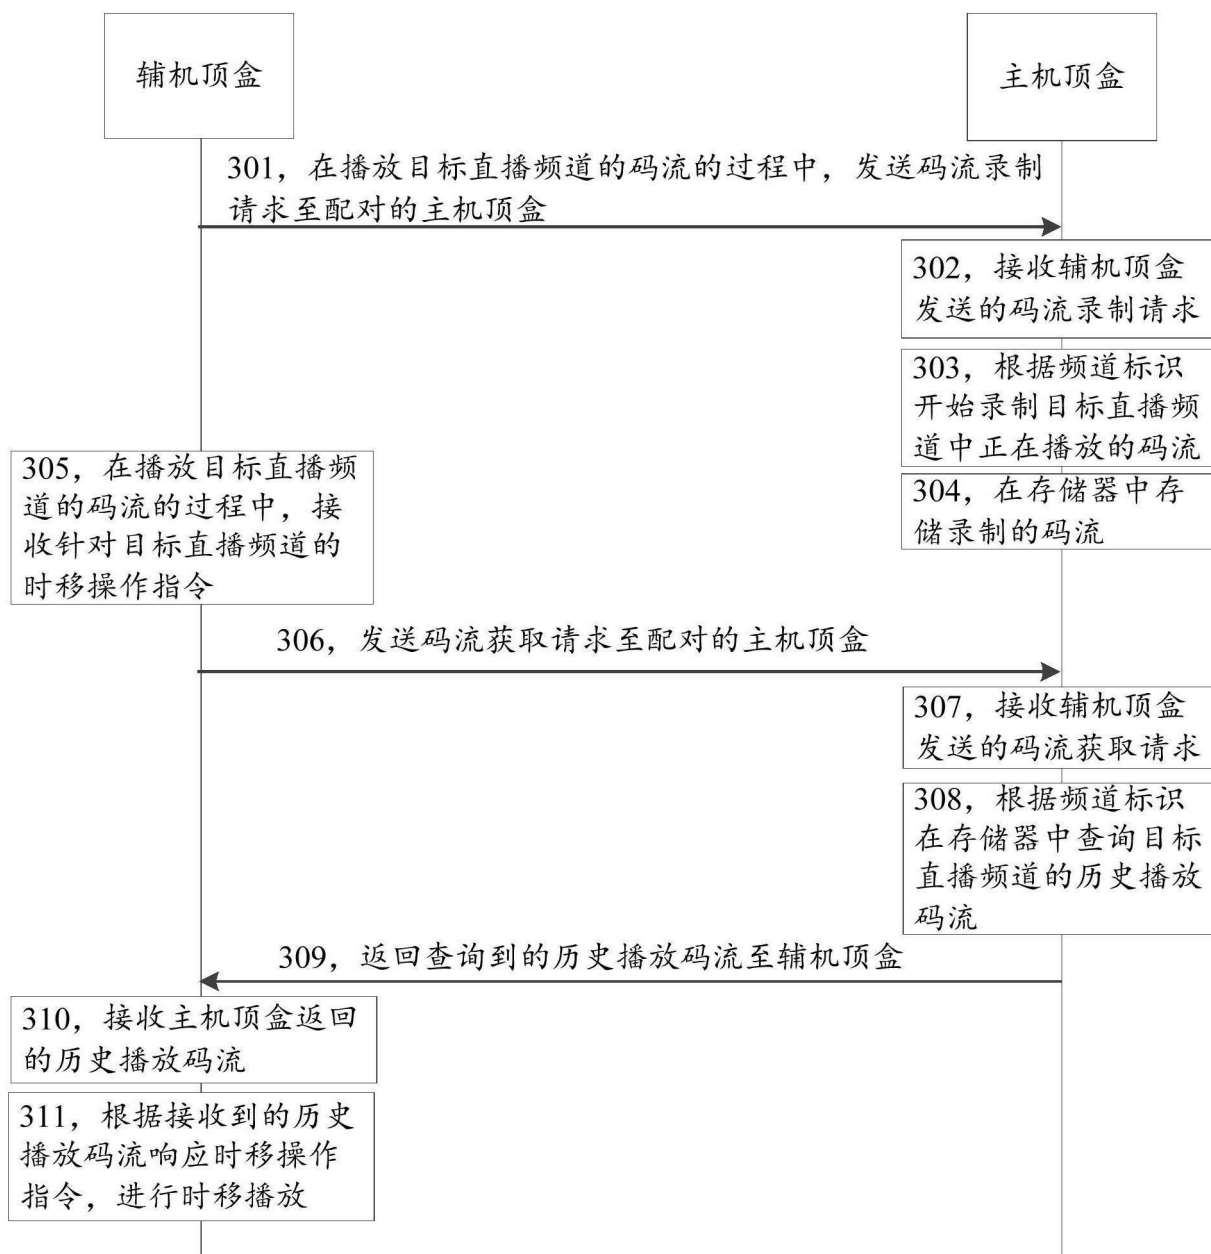 辅机顶盒
主机顶盒
301，在播放目标直播频道的码流的过程中，发送码流录制
请求至配对的主机顶盒
302，接收辅机顶盒
发送的码流录制请求
303，根据频道标识
开始录制目标直播频
道中正在播放的码流
304，在存储器中存
储录制的码流
305，在播放目标直播频
道的码流的过程中，接
收针对目标直播频道的
时移操作指令
306，发送码流获取请求至配对的主机顶盒
307，接收辅机顶盒
发送的码流获取请求
308，根据频道标识
在存储器中查询目标
直播频道的历史播放
码流
309，返回查询到的历史播放码流至辅机顶盒
310，接收主机顶盒返回
的历史播放码流
311，根据接收到的历史
播放码流响应时移操作
指令，进行时移播放